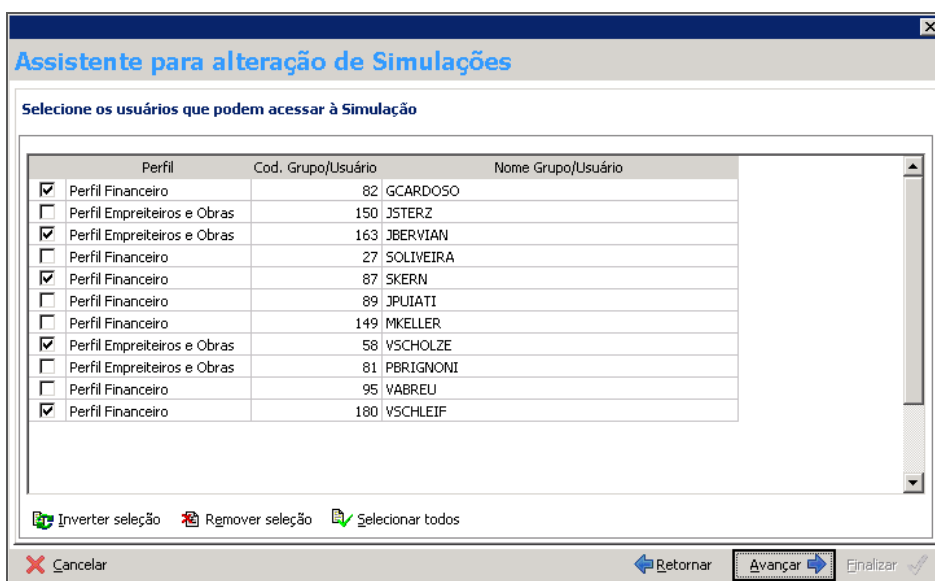 Assistente para alteração de Simulações
Selecione os usuários que podem acessar à Simulação
Perfil Cod. Grupo/Usuário Nome Grupo/Usuário
Perfil Financeiro 82 GCARDOSO
Perfil Empreiteiros e Obras 150 JSTERZ
Perfil Empreiteiros e Obras 163 JBERVIAN
Perfil Financeiro 27 SOLIVEIRA
Perfil Financeiro 87 SKERN
Perfil Financeiro 89 JPUIATI
Perfil Financeiro 149 MKELLER
Perfil Empreiteiros e Obras 58 VSCHOLZE
Perfil Empreiteiros e Obras 81 PBRIGNONI
Perfil Financeiro 95 VABREU
Perfil Financeiro 180 VSCHLEIF
Inverter seleção Remover seleção Selecionar todos
Cancelar Retornar Avançar Finalizar